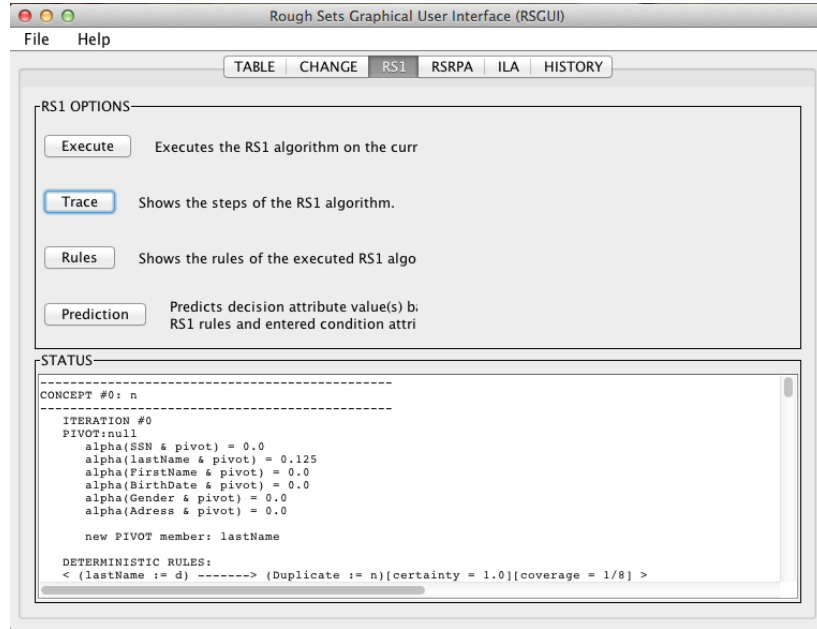 Rough Sets Graphical User Interface (RSGUI)
File Help
TABLE CHANGE RS1 RSRPA ILA HISTORY
RS1 OPTIONS
Execute Executes the RS1 algorithm on the curr
Trace Shows the steps of the RS1 algorithm.
Rules Shows the rules of the executed RS1 algo
Prediction Predicts decision attribute value(s) ba
RS1 rules and entered condition attri
STATUS
------------------------------------------------
CONCEPT #0: n
------------------------------------------------
ITERATION #0
PIVOT:null
alpha(SSN & pivot) = 0.0
alpha(lastName & pivot) = 0.125
alpha(FirstName & pivot) = 0.0
alpha(BirthDate & pivot) = 0.0
alpha(Gender & pivot) = 0.0
alpha(Adress & pivot) = 0.0
new PIVOT member: lastName
DETERMINISTIC RULES:
< (lastName := d) -------> (Duplicate := n)[certainty = 1.0][coverage = 1/8] >